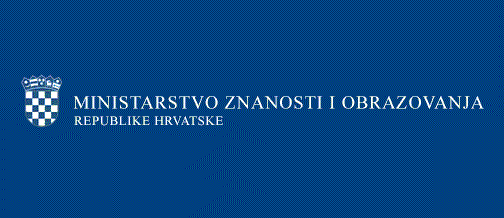 MINISTARSTVO ZNANOSTI I OBRAZOVANJA
REPUBLIKE HRVATSKE